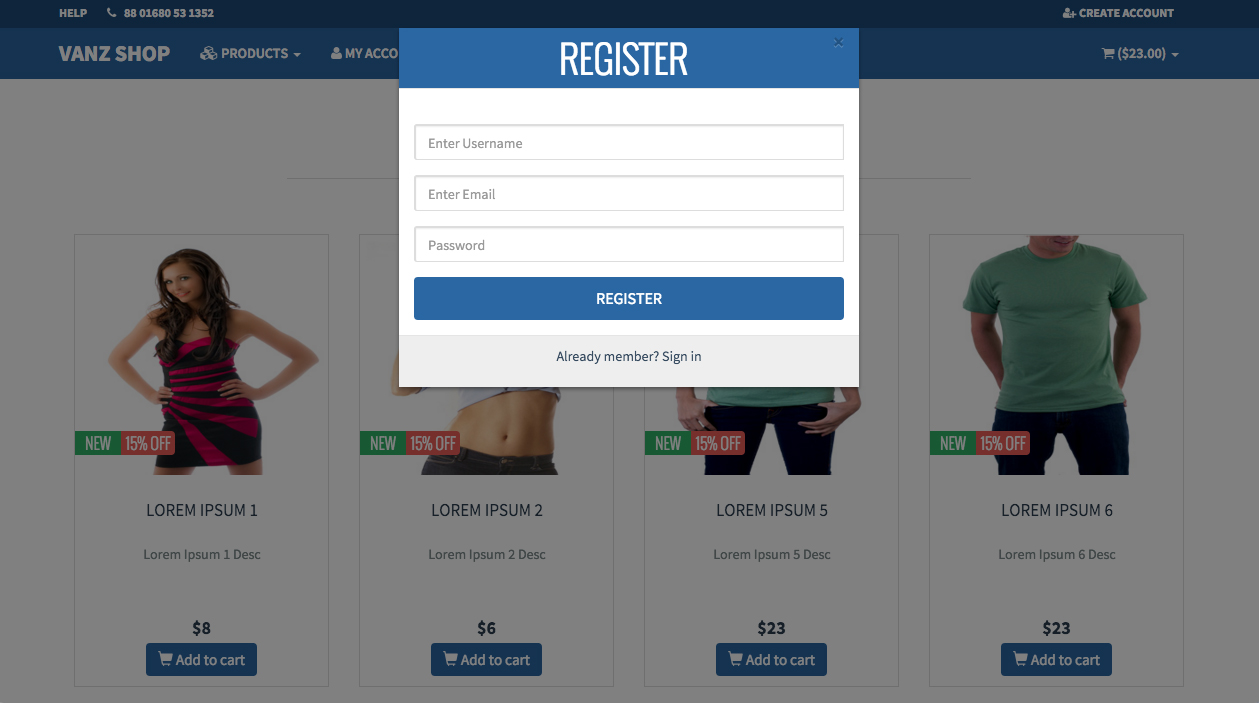 HELP 88 01680 53 1352 CREATE ACCOUNT
VANZ SHOP PRODUCTS MY ACCO ($23.00)
×
REGISTER
Enter Username
Enter Email
Password
REGISTER
Already member? Sign in
NEW 15% OFF NEW 15% OFF NEW 15% OFF NEW 15% OFF
LOREM IPSUM 1 LOREM IPSUM 2 LOREM IPSUM 5 LOREM IPSUM 6
Lorem Ipsum 1 Desc Lorem Ipsum 2 Desc Lorem Ipsum 5 Desc Lorem Ipsum 6 Desc
$8 $6 $23 $23
Add to cart Add to cart Add to cart Add to cart